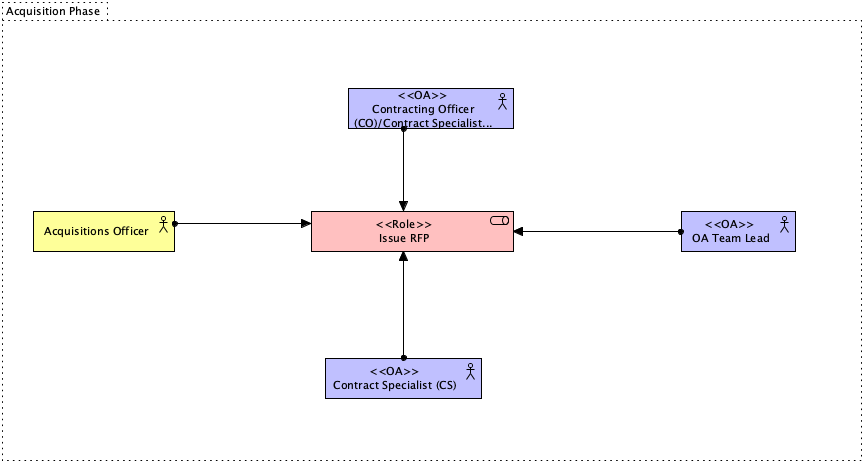 Acquisition Phase
<<OA>>
Contracting Officer
(CO)/Contract Specialist...
Acquisitions Officer
<<Role>>
Issue RFP
<<OA>>
OA Team Lead
<<OA>>
Contract Specialist (CS)